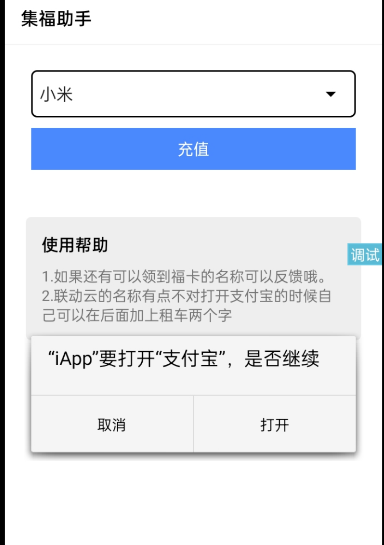 集福助手
小米
充值
使用帮助
调试
1.如果还有可以领到福卡的名称可以反馈哦。
2.联动云的名称有点不对打开支付宝的时候自
己可以在后面加上租车两个字
“iApp”要打开“支付宝”，是否继续
取消
打开